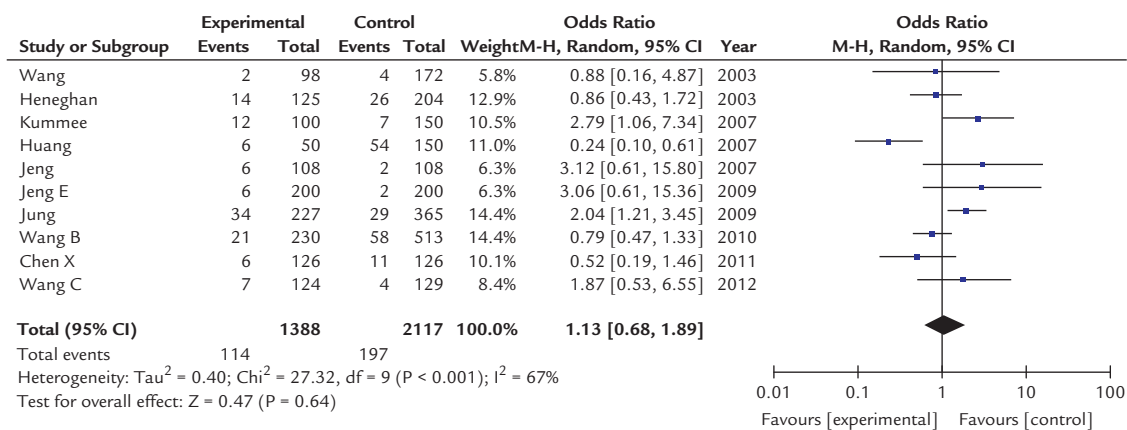 Experimental Control Odds Ratio Odds Ratio
Study or Subgroup Events Total Events Total WeightM-H, Random, 95% CI Year M-H, Random, 95% CI
Wang 2 98 4 172 5.8% 0.88 [0.16, 4.87] 2003
Heneghan 14 125 26 204 12.9% 0.86 [0.43, 1.72] 2003
Kummee 12 100 7 150 10.5% 2.79 [1.06, 7.34] 2007
Huang 6 50 54 150 11.0% 0.24 [0.10, 0.61] 2007
Jeng 6 108 2 108 6.3% 3.12 [0.61, 15.80] 2007
Jeng E 6 200 2 200 6.3% 3.06 [0.61, 15.36] 2009
Jung 34 227 29 365 14.4% 2.04 [1.21, 3.45] 2009
Wang B 21 230 58 513 14.4% 0.79 [0.47, 1.33] 2010
Chen X 6 126 11 126 10.1% 0.52 [0.19, 1.46] 2011
Wang C 7 124 4 129 8.4% 1.87 [0.53, 6.55] 2012
Total (95% CI) 1388 2117 100.0% 1.13 [0.68, 1.89]
Total events 114 197
Heterogeneity: Tau² = 0.40; Chi² = 27.32, df = 9 (P < 0.001); I² = 67%
Test for overall effect: Z = 0.47 (P = 0.64)
0.01 0.1 1 10 100
Favours [experimental] Favours [control]